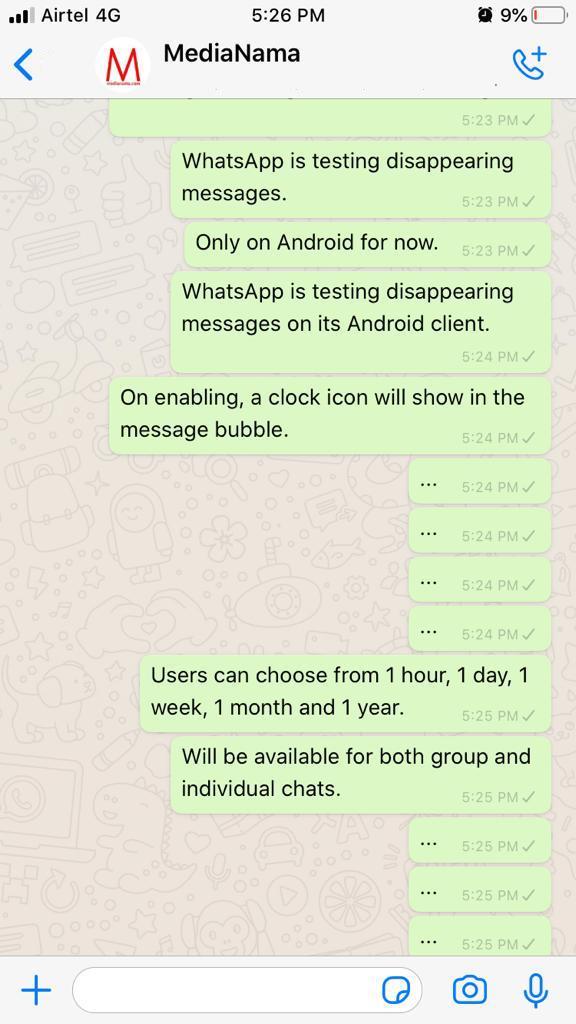 Airtel 4G 5:26 PM 9%
MediaNama
M
medianama.com
5:23 PM
WhatsApp is testing disappearing
messages.
5:23 PM
Only on Android for now. 5:23 PM
WhatsApp is testing disappearing
messages on its Android client.
5:24 PM
On enabling, a clock icon will show in the
message bubble. 5:24 PM
... 5:24 PM
... 5:24 PM
... 5:24 PM
... 5:24 PM
Users can choose from 1 hour, 1 day, 1
week, 1 month and 1 year. 5:25 PM
Will be available for both group and
individual chats. 5:25 PM
... 5:25 PM
... 5:25 PM
... 5:25 PM